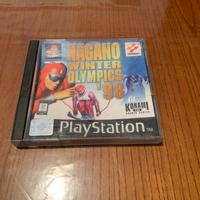 NAGANO
WINTER
OLYMPICS
'98
KONAMI
PlayStation